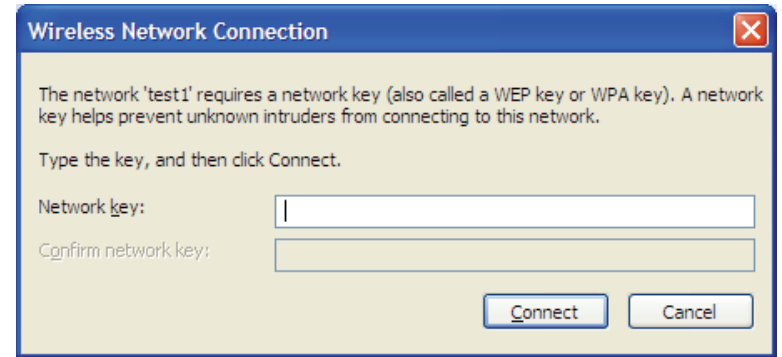 Wireless Network Connection
The network 'test1' requires a network key (also called a WEP key or WPA key). A network
key helps prevent unknown intruders from connecting to this network.
Type the key, and then click Connect.
Network key:
Confirm network key:
Connect Cancel